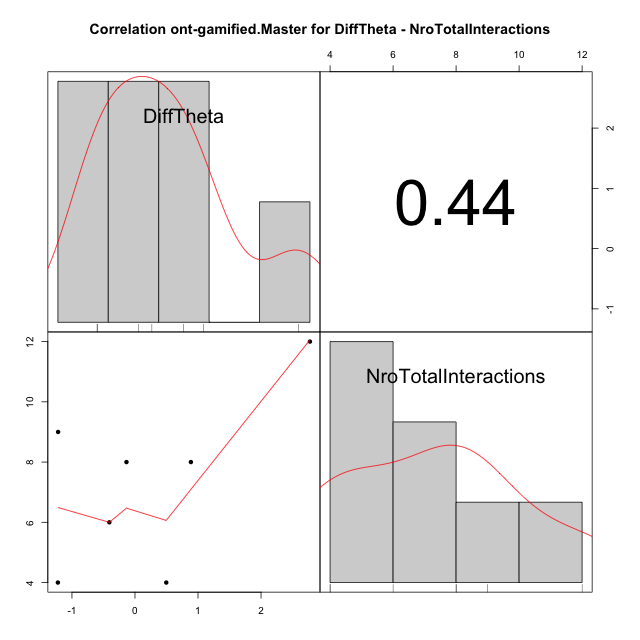 Correlation ont-gamified.Master for DiffTheta - NroTotalInteractions
4 6 8 10 12
DiffTheta
0.44
2
1
0
-1
12
10
8
6
4
NroTotalInteractions
-1 0 1 2